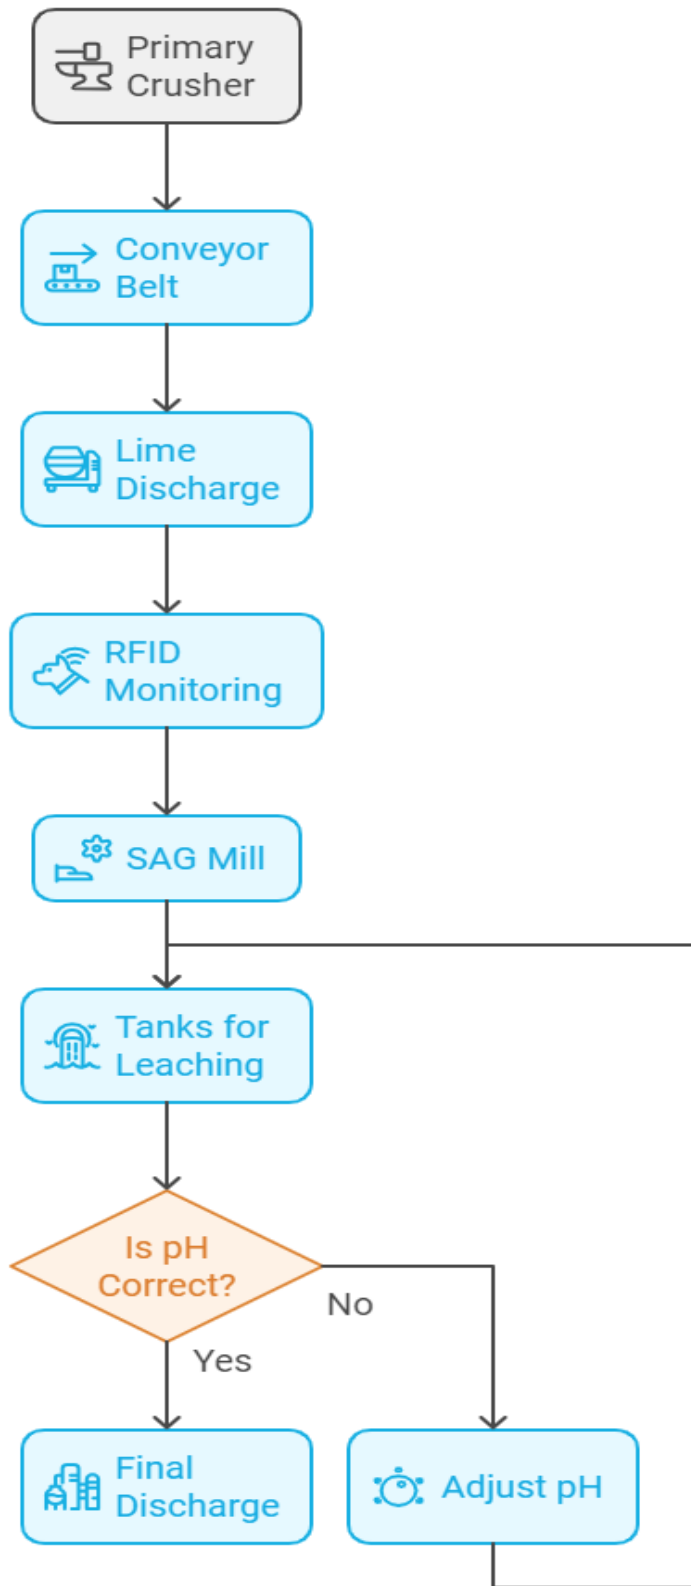 Primary
Crusher
Conveyor
Belt
Lime
Discharge
RFID
Monitoring
SAG Mill
Tanks for
Leaching
Is pH
Correct?
No
Yes
Final
Discharge
Adjust pH